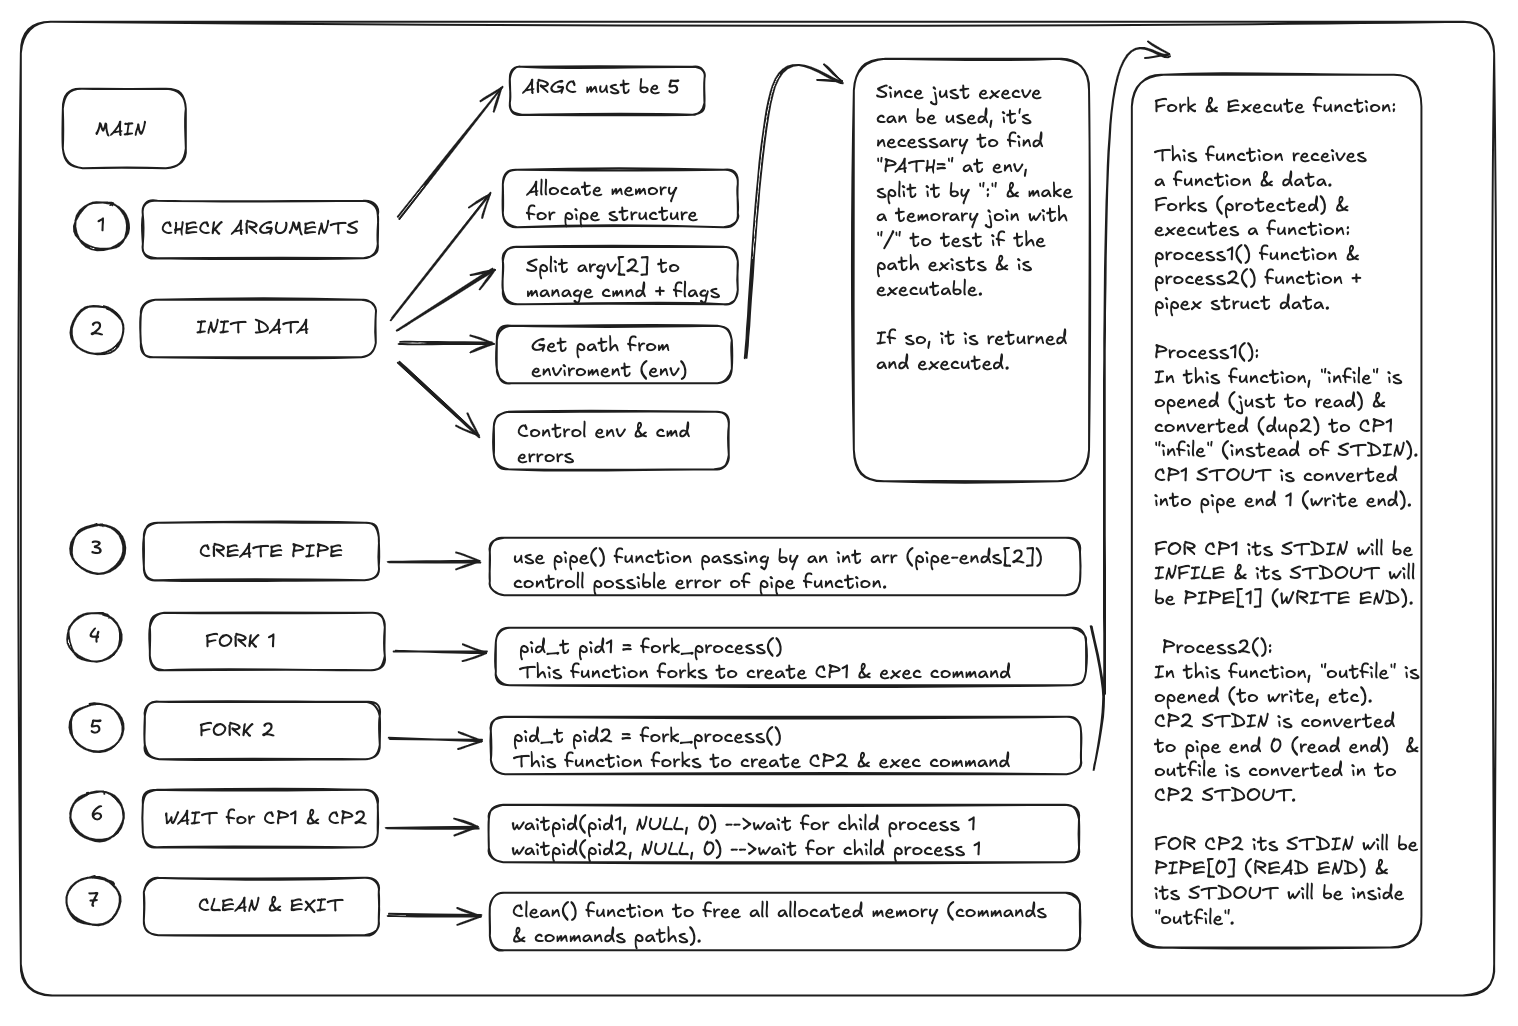 MAIN
1
CHECK ARGUMENTS
ARGC must be 5
2
INIT DATA
Allocate memory
for pipe structure
Split argv[2] to
manage cmnd + flags
Get path from
enviroment (env)
Control env & cmd
errors
Since just execve
can be used, it's
necessary to find
"PATH=" at env,
split it by ":" & make
a temorary join with
"/" to test if the
path exists & is
executable.
If so, it is returned
and executed.
3
CREATE PIPE
use pipe() function passing by an int arr (pipe-ends[2])
controll possible error of pipe function.
4
FORK 1
pid_t pid1 = fork_process()
This function forks to create CP1 & exec command
5
FORK 2
pid_t pid2 = fork_process()
This function forks to create CP2 & exec command
6
WAIT for CP1 & CP2
waitpid(pid1, NULL, 0) -->wait for child process 1
waitpid(pid2, NULL, 0) -->wait for child process 1
7
CLEAN & EXIT
Clean() function to free all allocated memory (commands
& commands paths).
Fork & Execute function:
This function receives
a function & data.
Forks (protected) &
executes a function:
process1() function &
process2() function +
pipex struct data.
Process1():
In this function, "infile" is
opened (just to read) &
converted (dup2) to CP1
"infile" (instead of STDIN).
CP1 STOUT is converted
into pipe end 1 (write end).
FOR CP1 its STDIN will be
INFILE & its STDOUT will
be PIPE[1] (WRITE END).
Process2():
In this function, "outfile" is
opened (to write, etc).
CP2 STDIN is converted
to pipe end 0 (read end) &
outfile is converted in to
CP2 STDOUT.
FOR CP2 its STDIN will be
PIPE[0] (READ END) &
its STDOUT will be inside
"outfile".